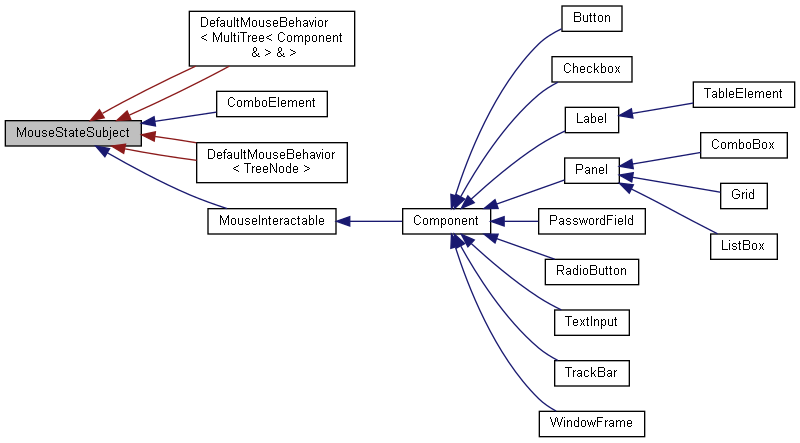 DefaultMouseBehavior
< MultiTree< Component
& > & >
ComboElement
MouseStateSubject
DefaultMouseBehavior
< TreeNode >
MouseInteractable
Component
Button
Checkbox
Label
TableElement
Panel
ComboBox
Grid
ListBox
PasswordField
RadioButton
TextInput
TrackBar
WindowFrame